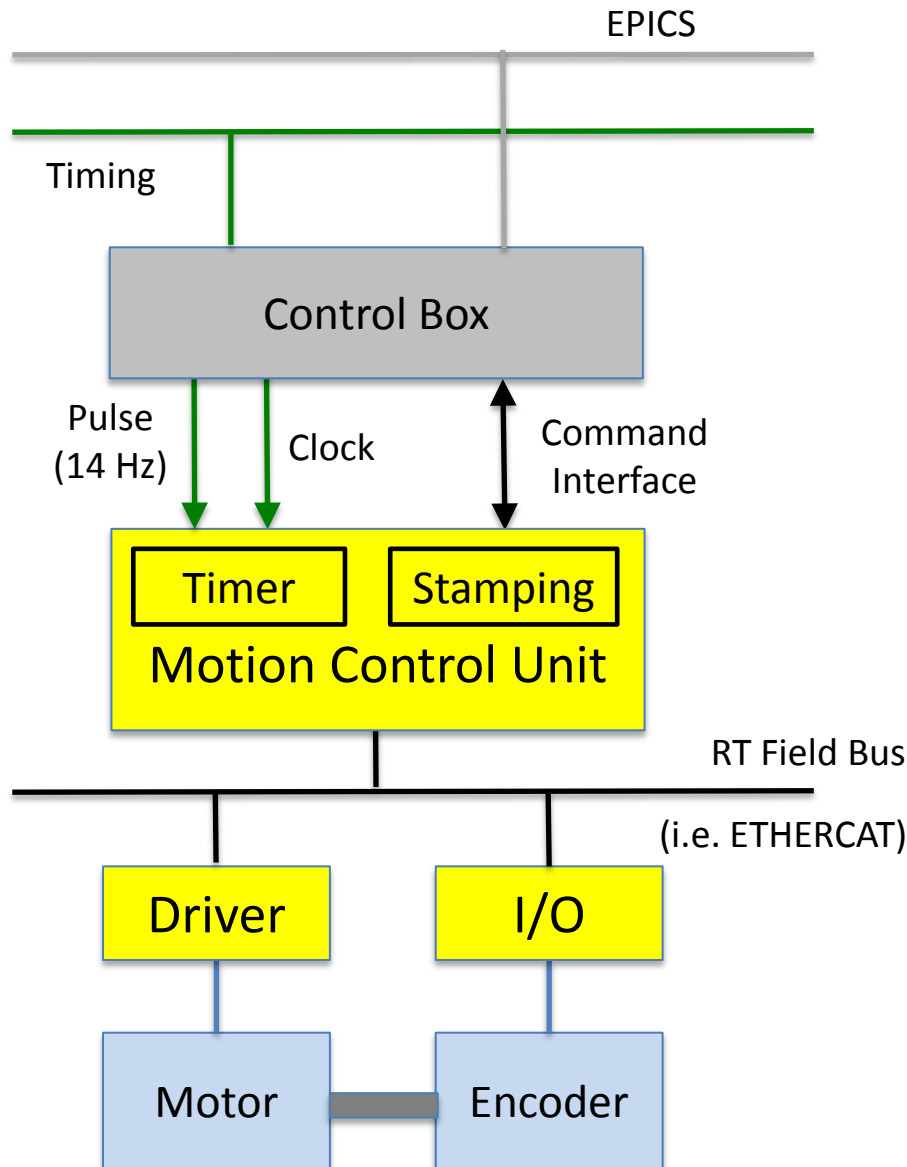 EPICS
Timing
Control Box
Pulse
(14 Hz)
Clock
Command
Interface
Timer
Stamping
Motion Control Unit
RT Field Bus
(i.e. ETHERCAT)
Driver
I/O
Motor
Encoder